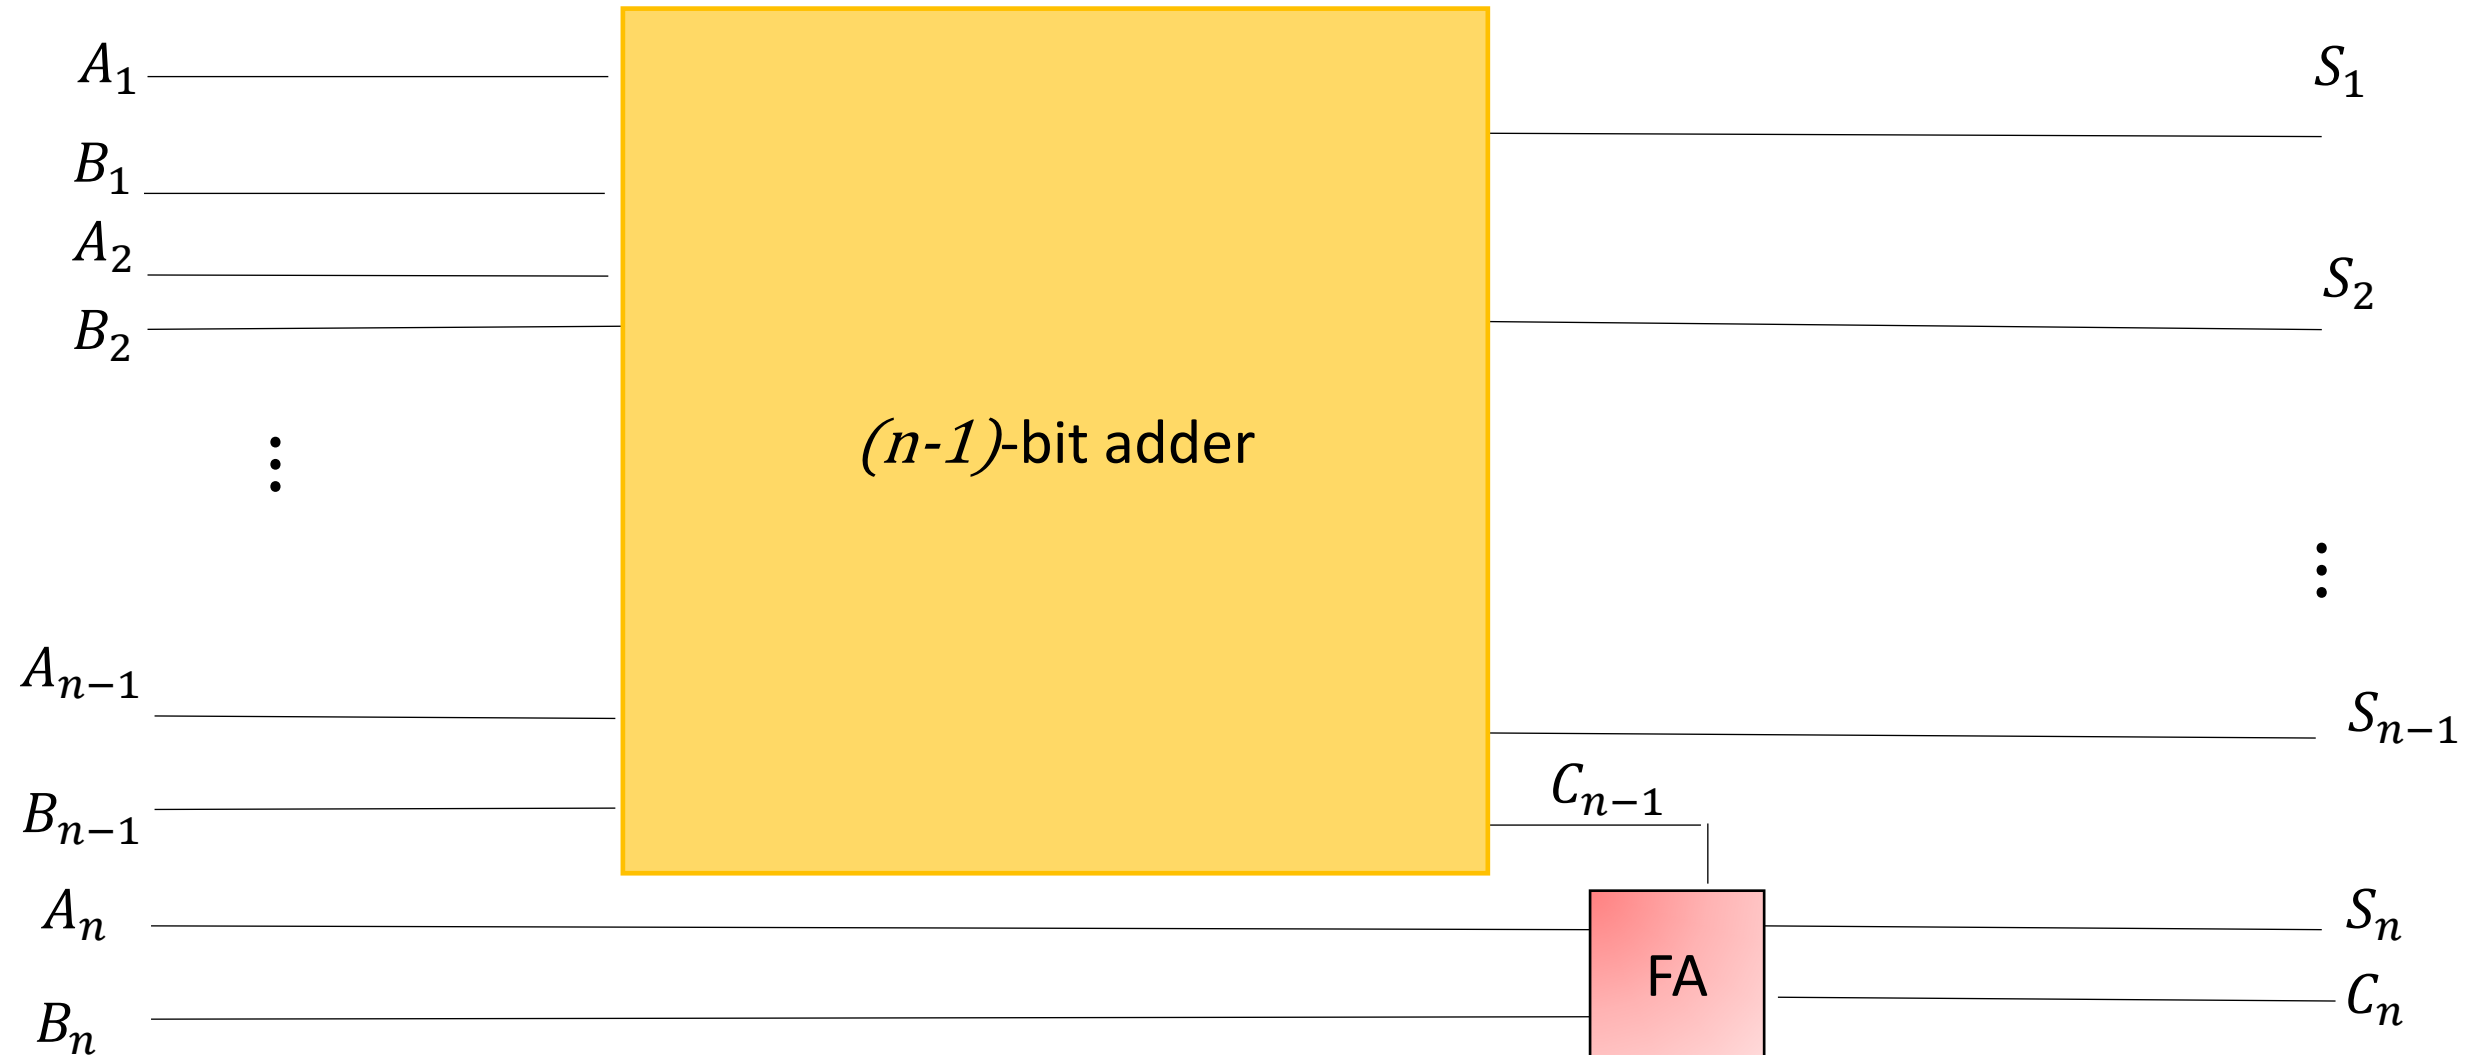 A₁
S₁
B₁
A₂
S₂
B₂
(n-1)-bit adder
⋮
⋮
Aₙ₋₁
Sₙ₋₁
Cₙ₋₁
Bₙ₋₁
Aₙ
Sₙ
FA
Cₙ
Bₙ